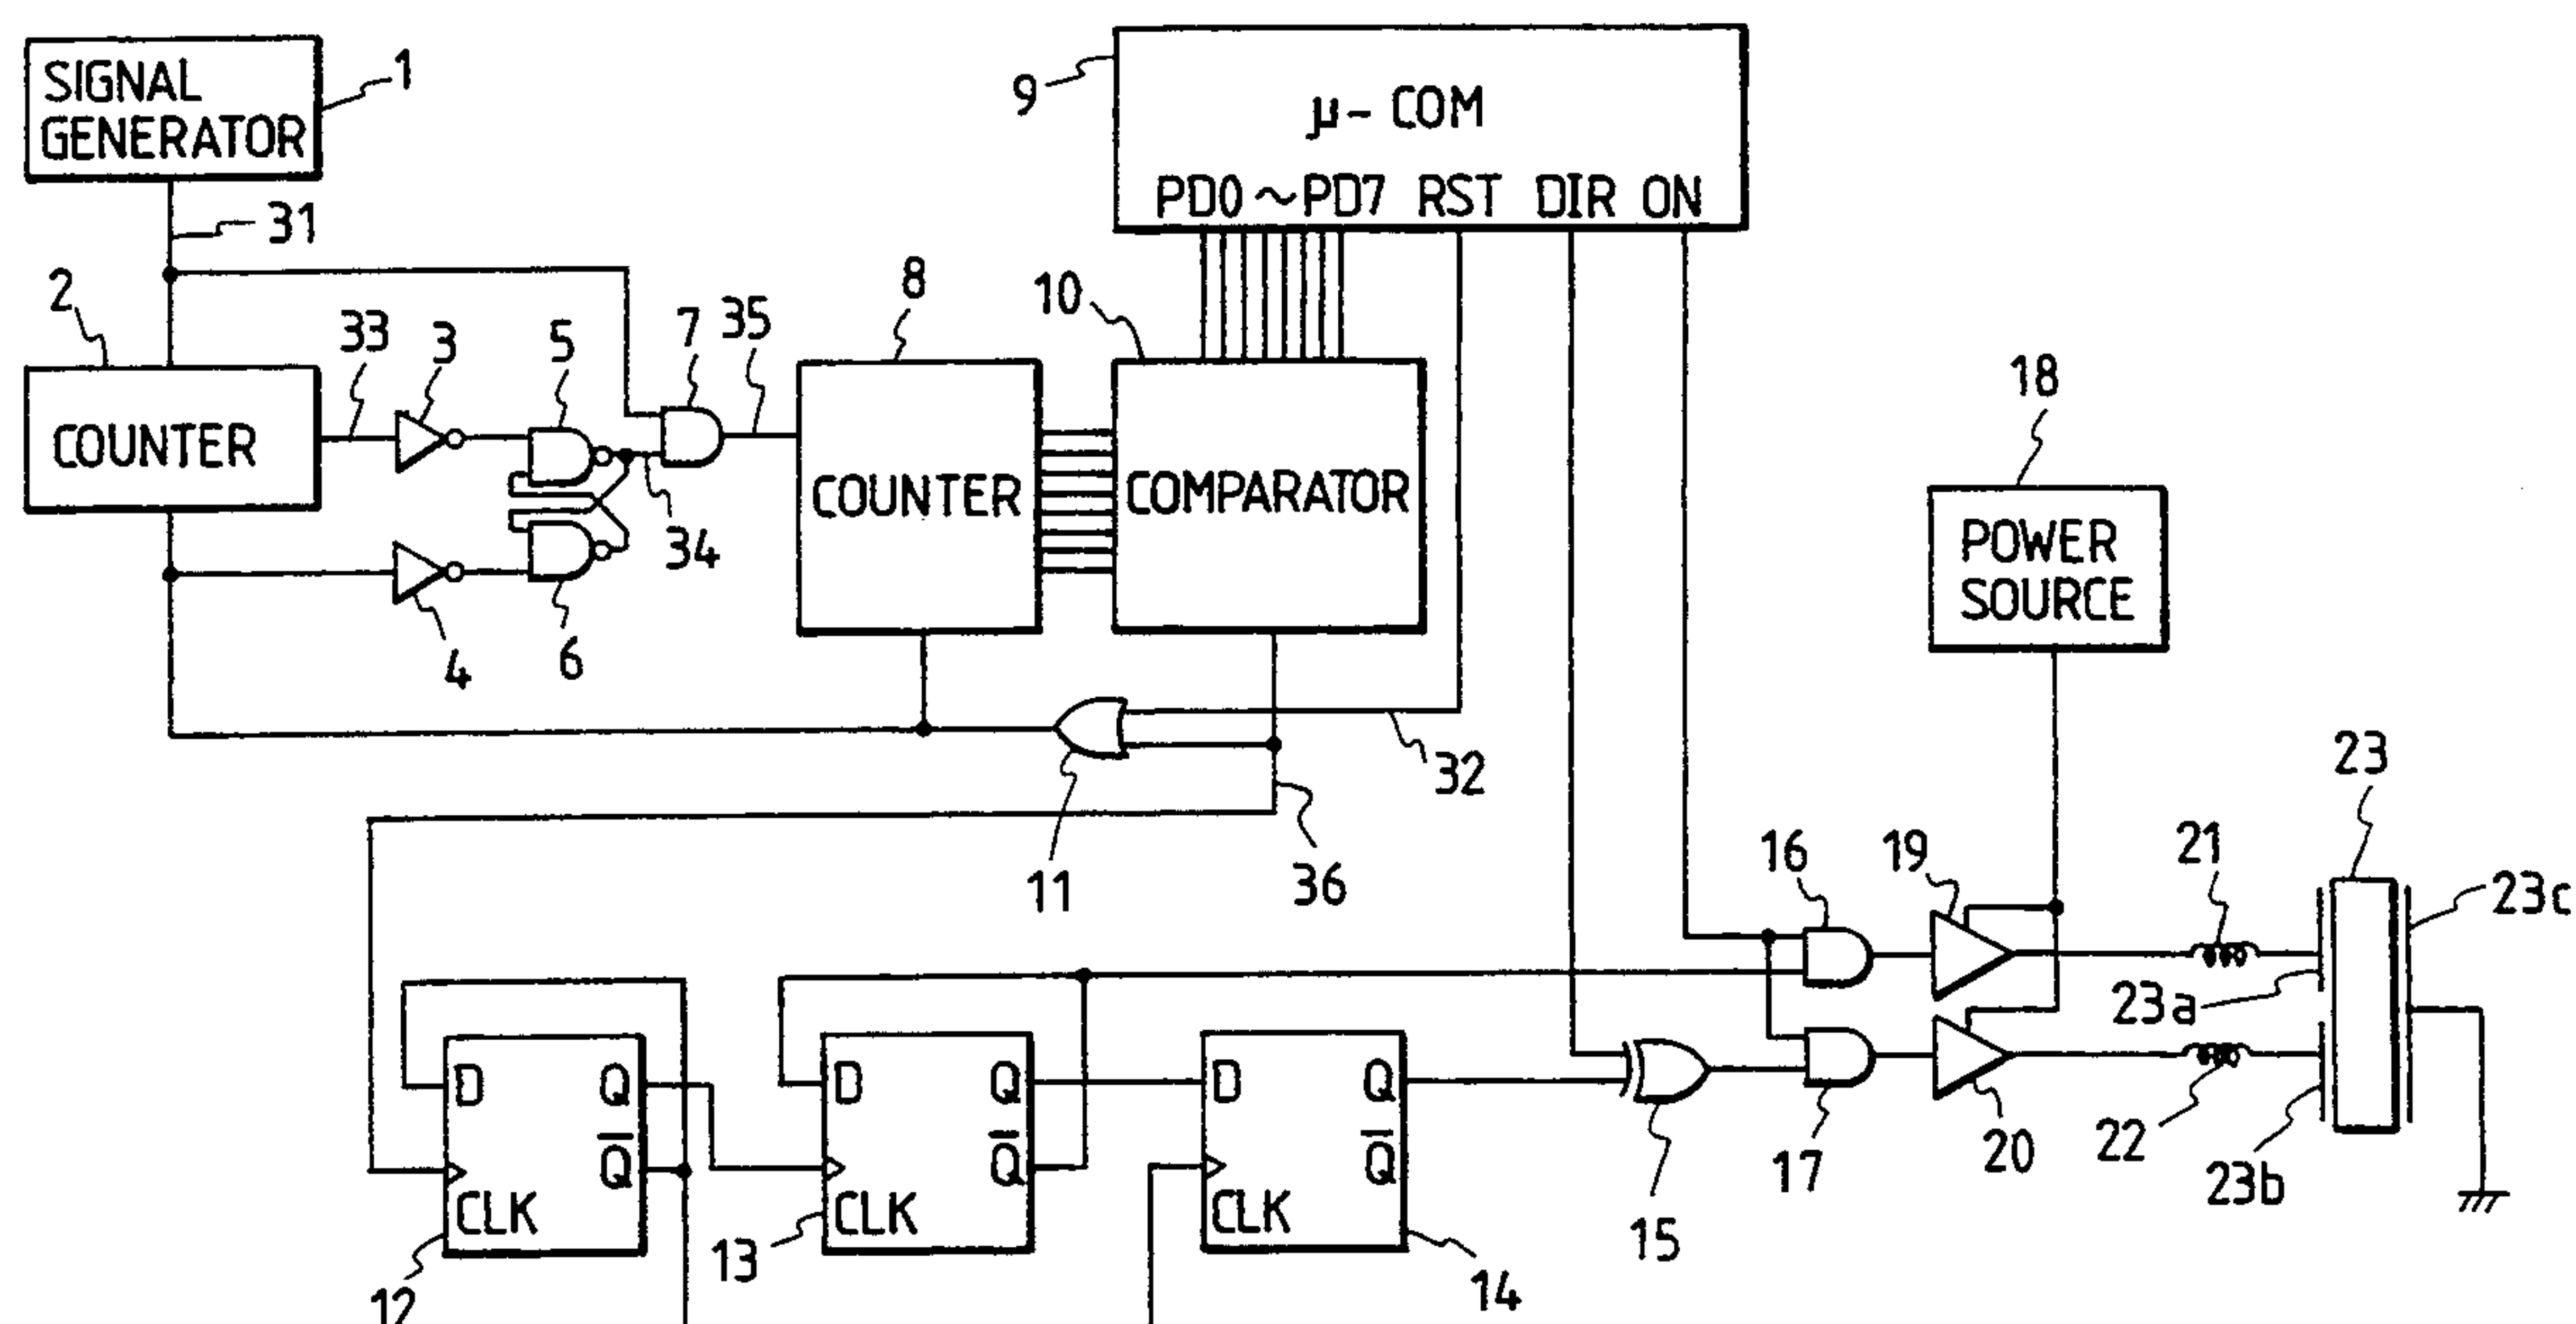 SIGNAL
GENERATOR
1
31
9
μ- COM
PD0 ~ PD7 RST DIR ON
2
COUNTER
33
3
5
7
35
4
6
34
8
COUNTER
10
COMPARATOR
11
32
36
18
POWER
SOURCE
16
19
21
23
23c
23a
D
Q
Q̅
CLK
12
D
Q
Q̅
CLK
13
D
Q
Q̅
CLK
14
15
17
20
22
23b